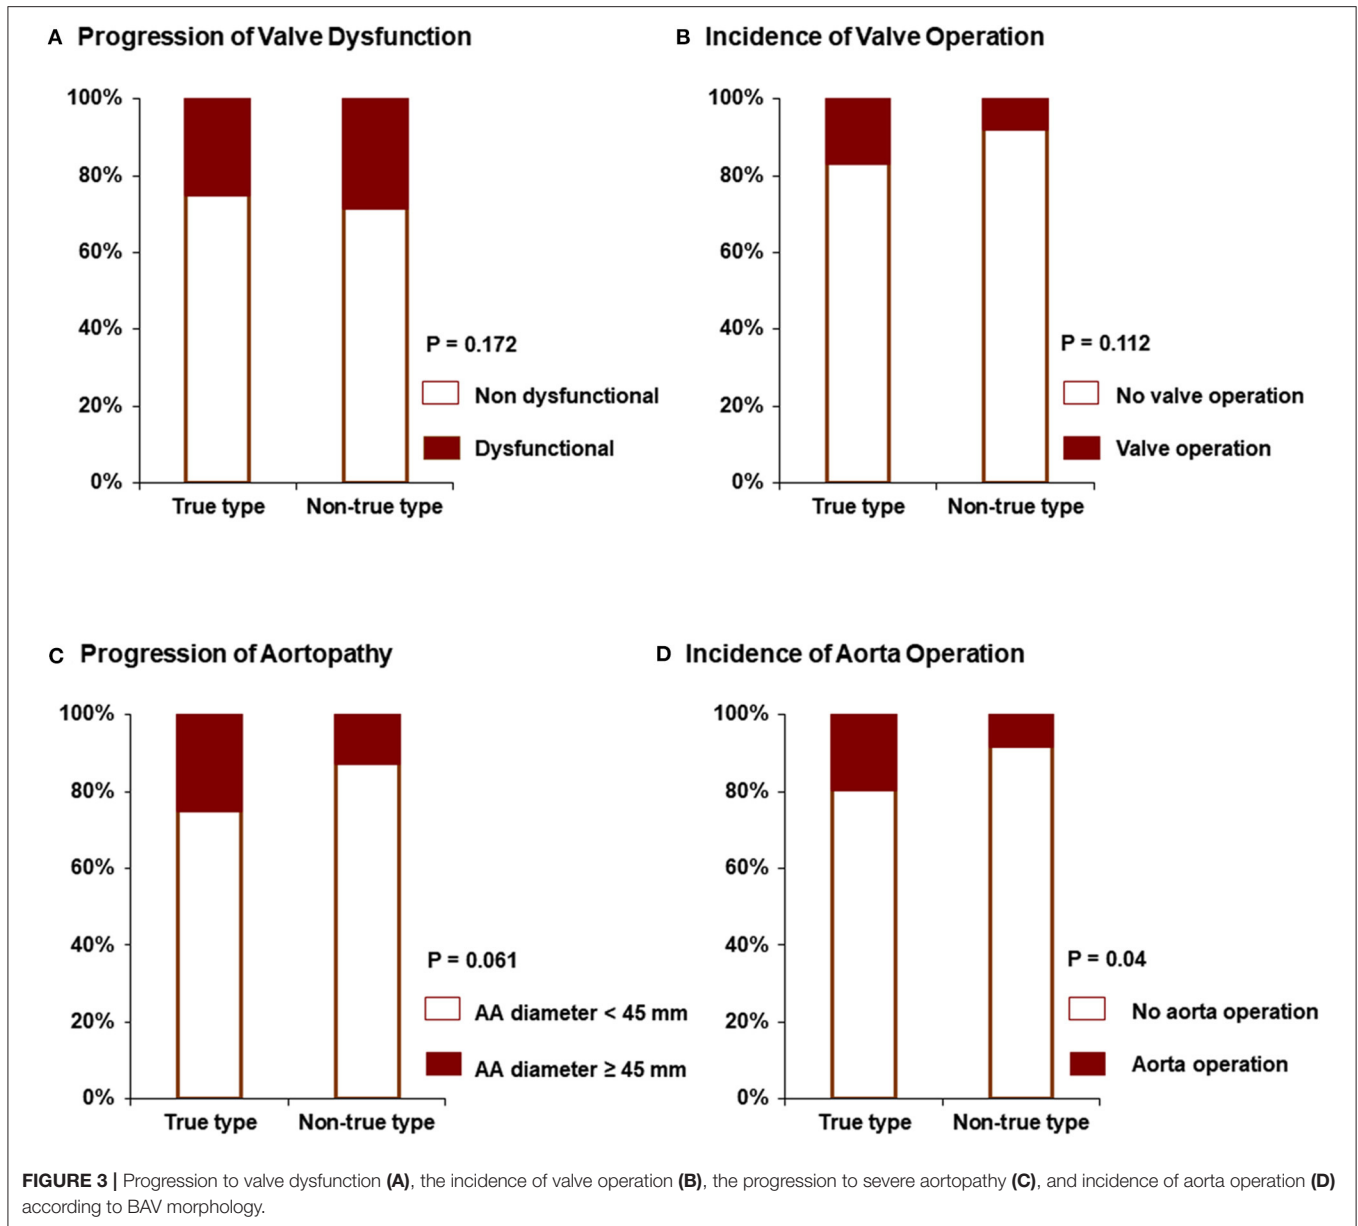 A Progression of Valve Dysfunction
100%
80%
60%
40%
20%
0%
True type
Non-true type
P = 0.172
Non dysfunctional
Dysfunctional
B Incidence of Valve Operation
100%
80%
60%
40%
20%
0%
True type
Non-true type
P = 0.112
No valve operation
Valve operation
C Progression of Aortopathy
100%
80%
60%
40%
20%
0%
True type
Non-true type
P = 0.061
AA diameter < 45 mm
AA diameter ≥ 45 mm
D Incidence of Aorta Operation
100%
80%
60%
40%
20%
0%
True type
Non-true type
P = 0.04
No aorta operation
Aorta operation
FIGURE 3 | Progression to valve dysfunction (A), the incidence of valve operation (B), the progression to severe aortopathy (C), and incidence of aorta operation (D)
according to BAV morphology.